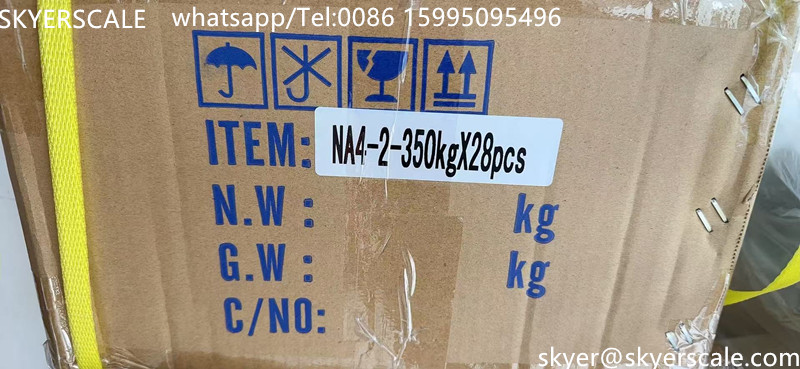 SKYERSCALE whatsapp/Tel:0086 15995095496
ITEM: NA4-2-350kgX28pcs
N.W : kg
G.W : kg
C/NO:
skyer@skyerscale.com